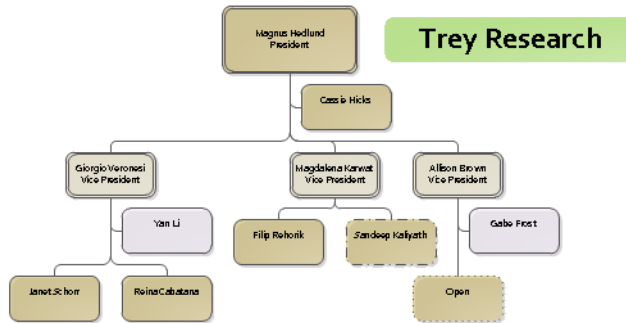 Trey Research
Magnus Hedlund
President
Cassie Hicks
Giorgio Veronesi
Vice President
Magdalena Karwat
Vice President
Allison Brown
Vice President
Yan Li
Filip Rehorik
Sandeep Kaliyath
Gabe Frost
Janet Schorr
Reina Cabatana
Open